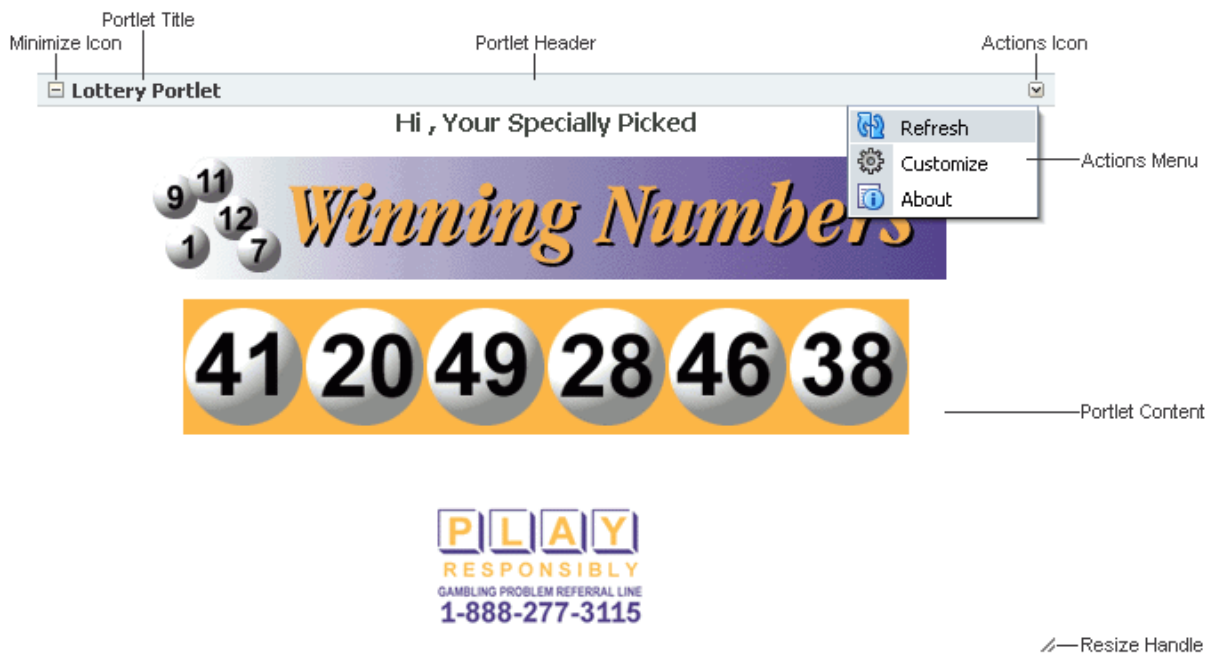 Portlet Title
Minimize Icon
Portlet Header
Actions Icon
Lottery Portlet
Hi , Your Specially Picked
Refresh
Customize
About
Actions Menu
9 11 12 1 7
Winning Numbers
41 20 49 28 46 38
Portlet Content
PLAY
RESPONSIBLY
GAMBLING PROBLEM REFERRAL LINE
1-888-277-3115
Resize Handle